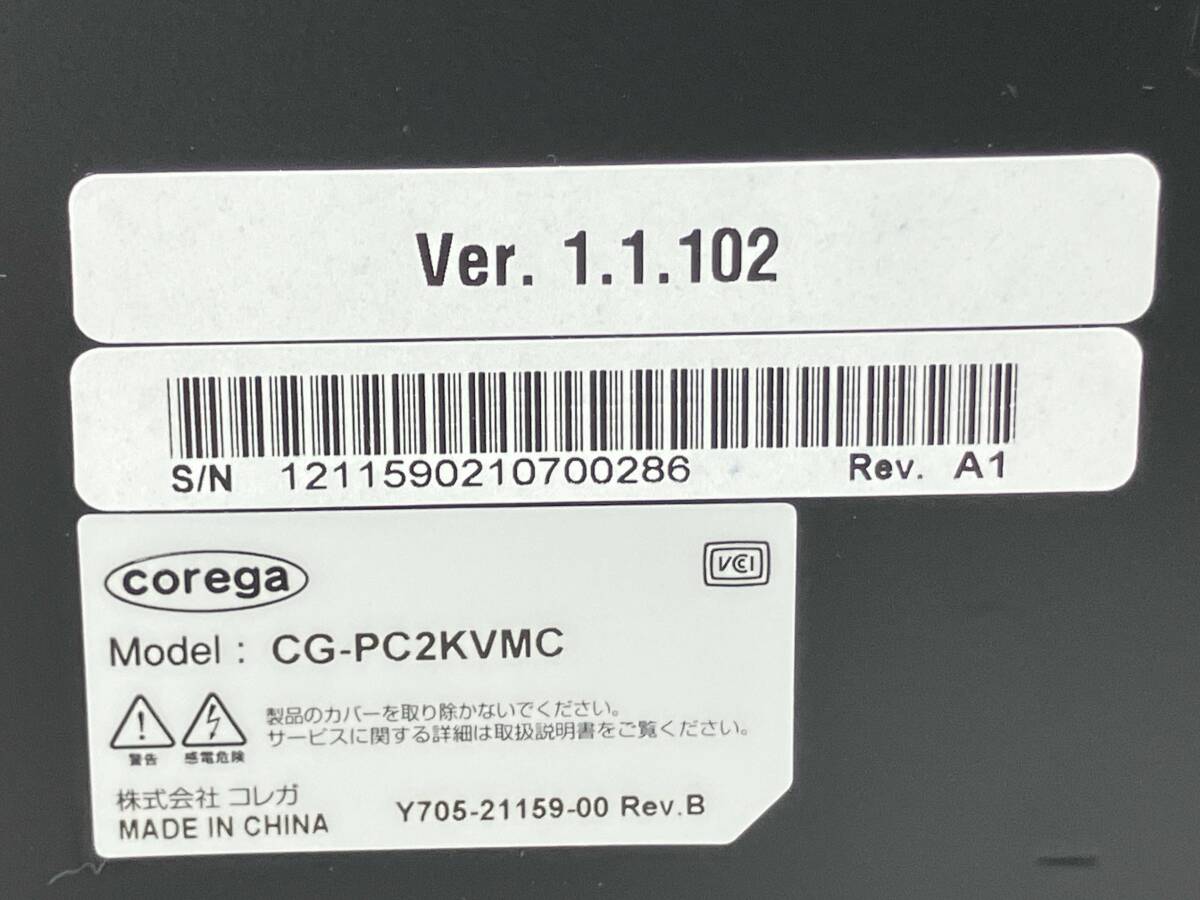 Ver. 1.1.102
S/N 1211590210700286 Rev. A1
corega
VCCI
Model : CG-PC2KVMC
製品のカバーを取り除かないでください。
サービスに関する詳細は取扱説明書をご覧ください。
警告 感電危険
株式会社 コレガ
MADE IN CHINA
Y705-21159-00 Rev.B